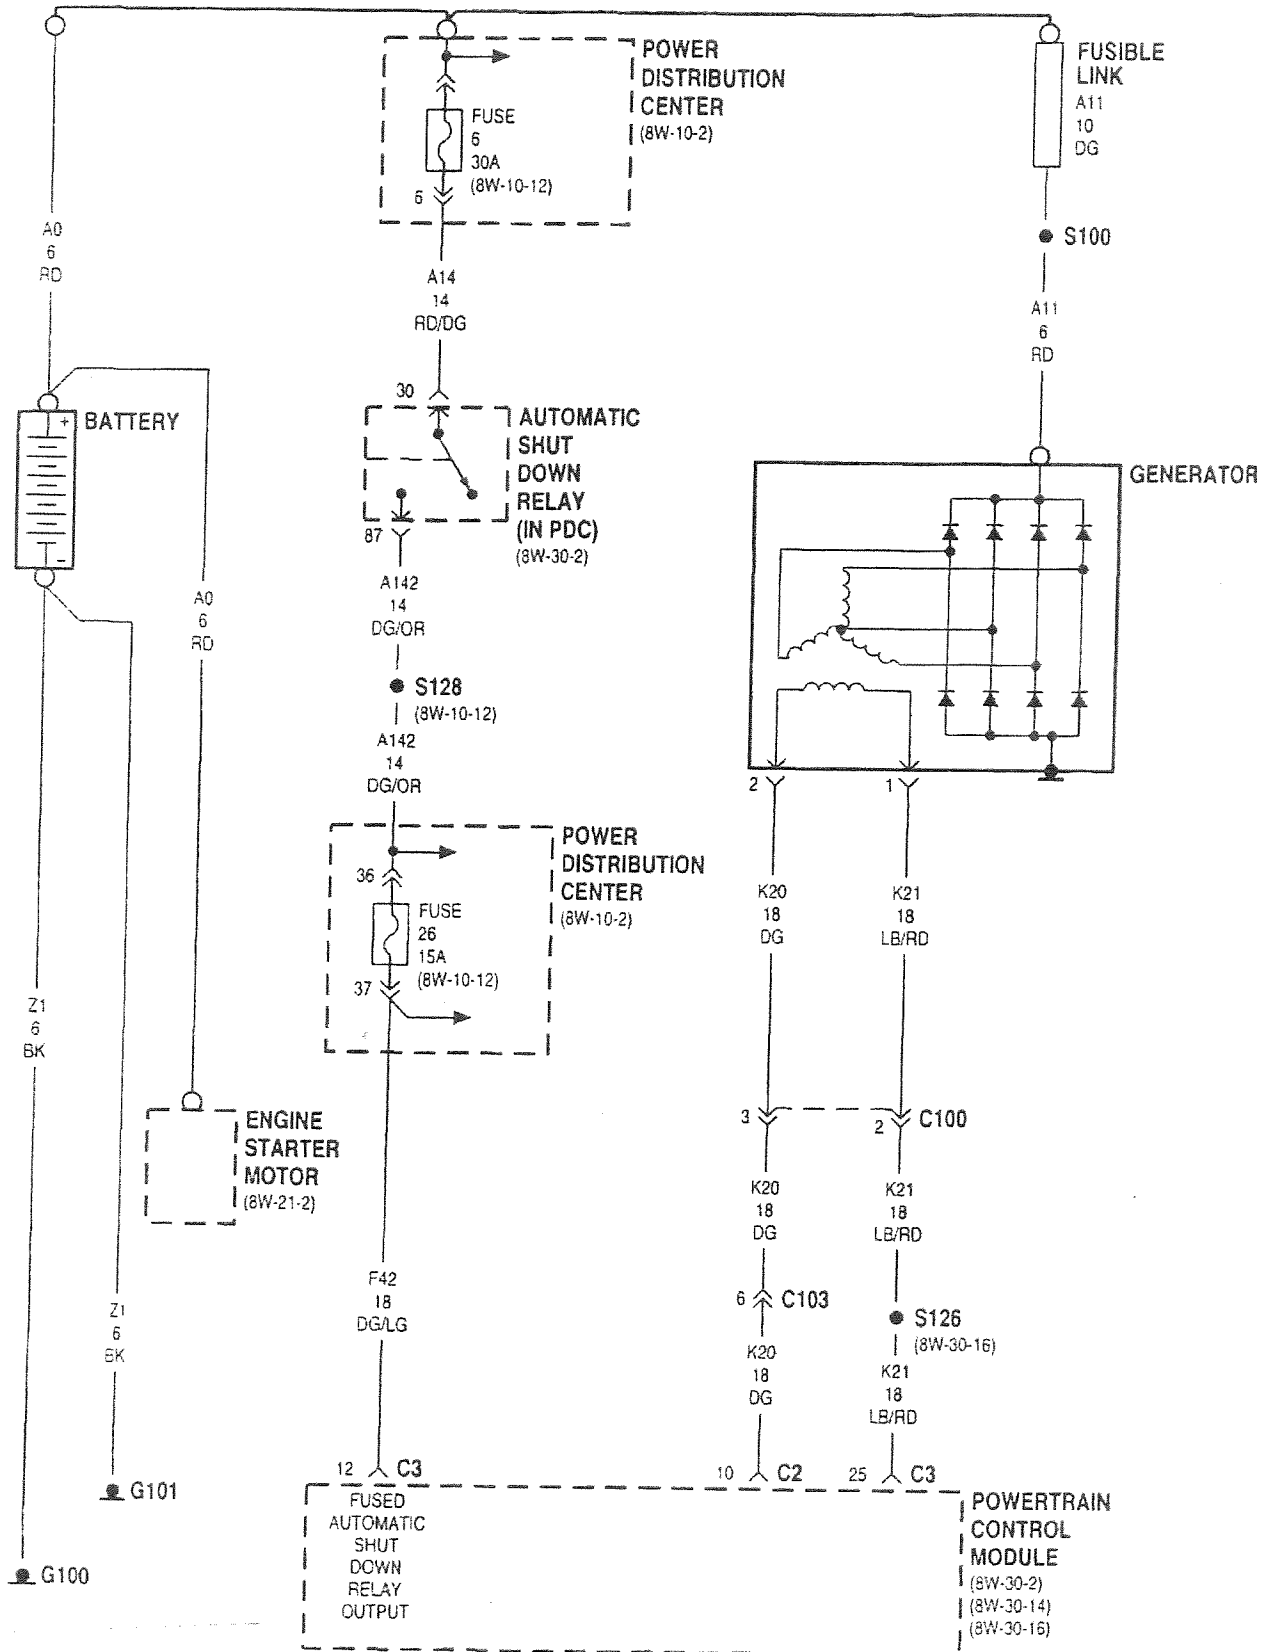 POWER
DISTRIBUTION
CENTER
(8W-10-2)
FUSE
6
30A
(8W-10-12)
6
FUSIBLE
LINK
A11
10
DG
S100
A0
6
RD
A14
14
RD/DG
A11
6
RD
30
AUTOMATIC
SHUT
DOWN
RELAY
(IN PDC)
(8W-30-2)
87
+
BATTERY
-
GENERATOR
A142
14
DG/OR
A0
6
RD
S128
(8W-10-12)
A142
14
DG/OR
2
1
POWER
DISTRIBUTION
CENTER
(8W-10-2)
36
FUSE
26
15A
(8W-10-12)
37
K20
18
DG
K21
18
LB/RD
Z1
6
BK
ENGINE
STARTER
MOTOR
(8W-21-2)
3
2
C100
K20
18
DG
K21
18
LB/RD
F42
18
DG/LG
6
C103
S126
(8W-30-16)
Z1
6
BK
K20
18
DG
K21
18
LB/RD
12
C3
10
C2
25
C3
G101
G100
FUSED
AUTOMATIC
SHUT
DOWN
RELAY
OUTPUT
POWERTRAIN
CONTROL
MODULE
(8W-30-2)
(8W-30-14)
(8W-30-16)